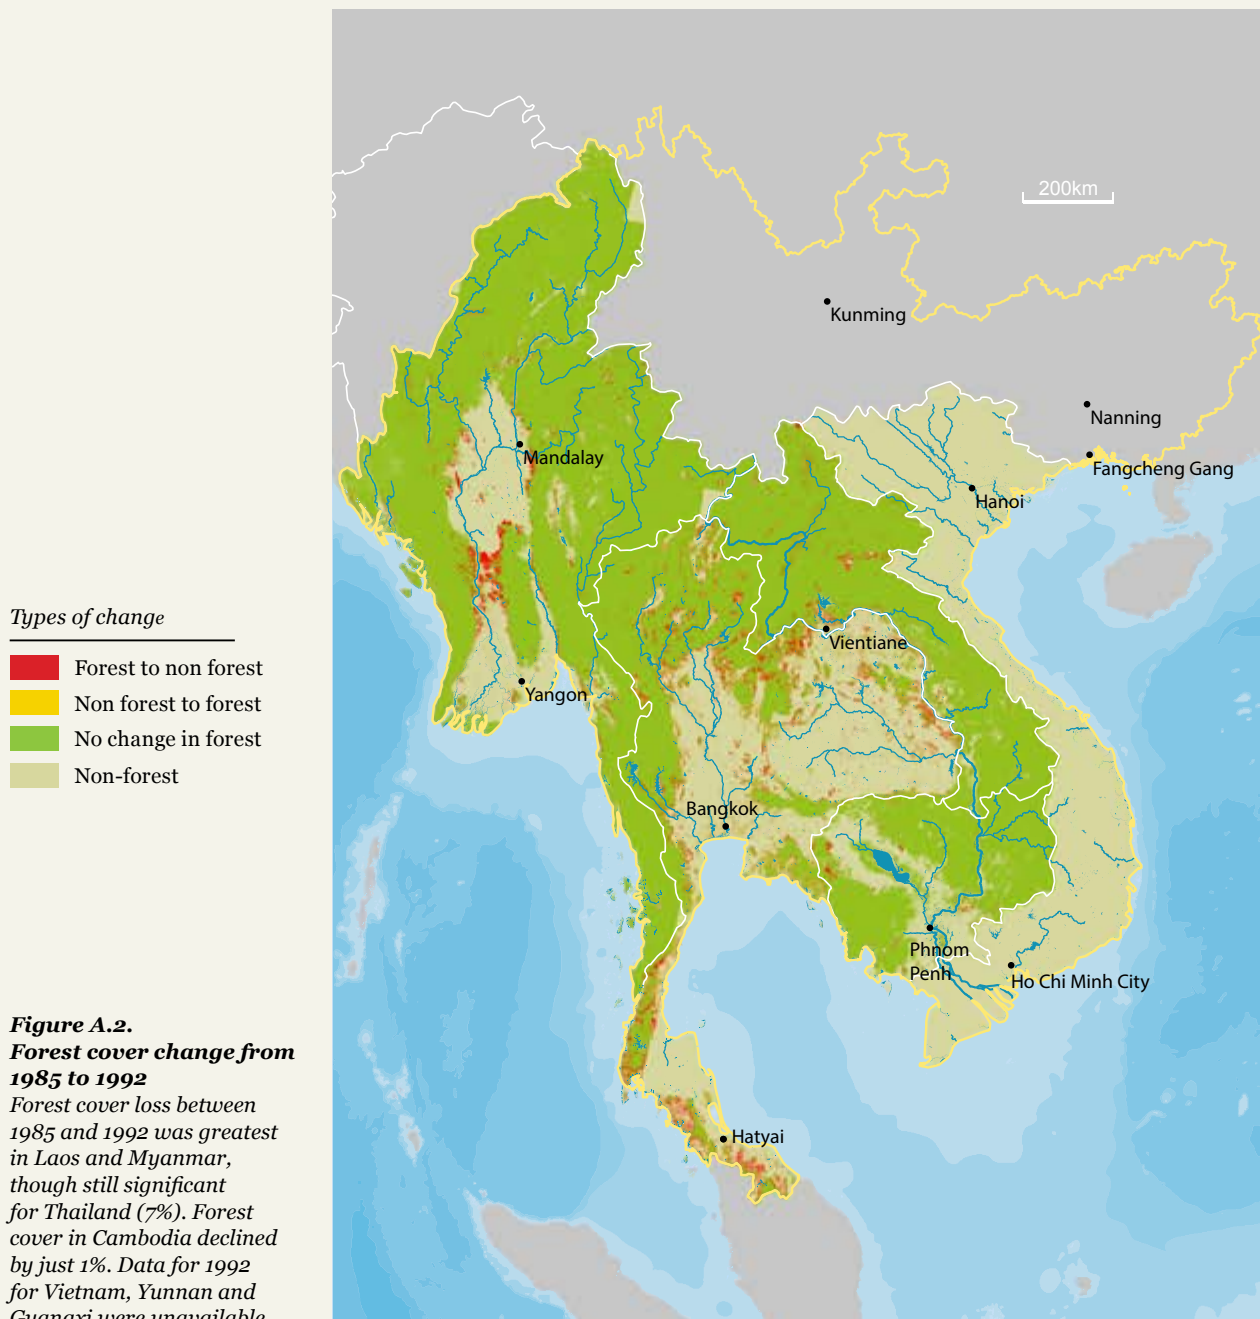 200km
Kunming
Nanning
Fangcheng Gang
Mandalay
Hanoi
Vientiane
Yangon
Bangkok
Phnom
Penh
Ho Chi Minh City
Hatyai
Types of change
Forest to non forest
Non forest to forest
No change in forest
Non-forest
Figure A.2.
Forest cover change from
1985 to 1992
Forest cover loss between
1985 and 1992 was greatest
in Laos and Myanmar,
though still significant
for Thailand (7%). Forest
cover in Cambodia declined
by just 1%. Data for 1992
for Vietnam, Yunnan and
Guangxi were unavailable